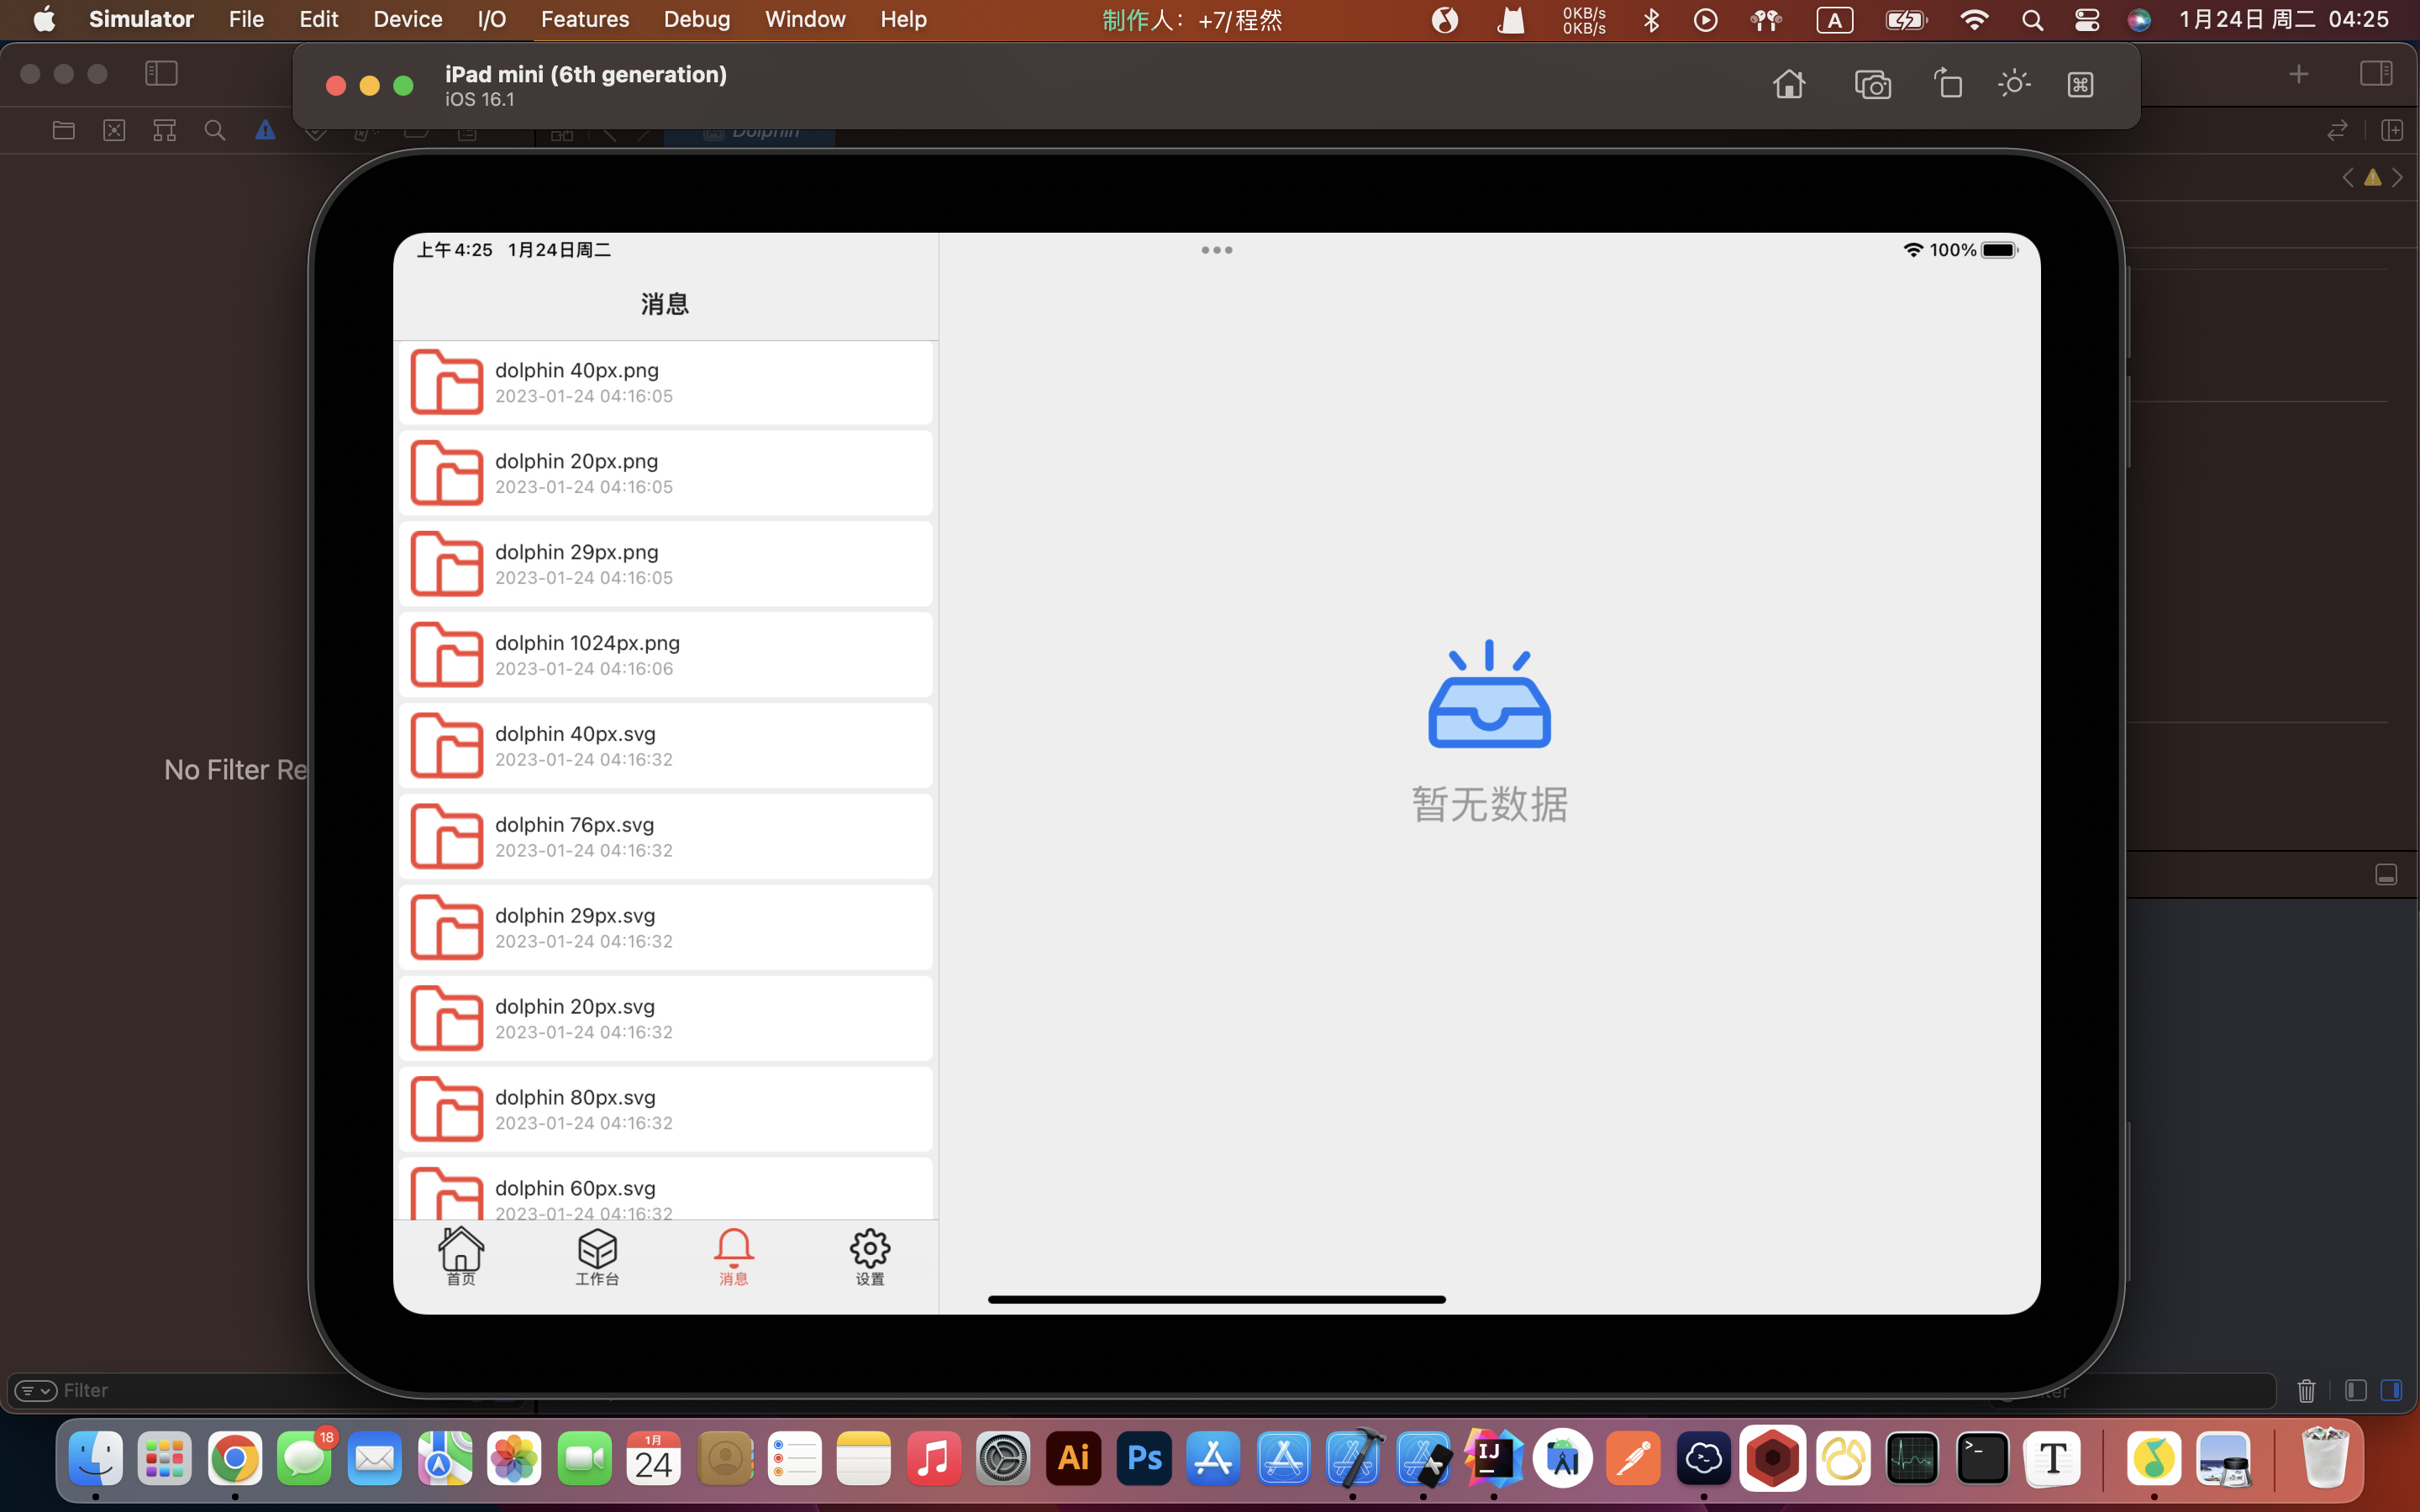 Simulator File Edit Device I/O Features Debug Window Help 制作人：+7/程然 0KB/s 0KB/s A 1月24日 周二 04:25
iPad mini (6th generation)
iOS 16.1
Dolphin
上午4:25 1月24日周二 100%
消息
dolphin 40px.png
2023-01-24 04:16:05
dolphin 20px.png
2023-01-24 04:16:05
dolphin 29px.png
2023-01-24 04:16:05
dolphin 1024px.png
2023-01-24 04:16:06
dolphin 40px.svg
2023-01-24 04:16:32
dolphin 76px.svg
2023-01-24 04:16:32
dolphin 29px.svg
2023-01-24 04:16:32
dolphin 20px.svg
2023-01-24 04:16:32
dolphin 80px.svg
2023-01-24 04:16:32
dolphin 60px.svg
2023-01-24 04:16:32
首页 工作台 消息 设置
暂无数据
No Filter Re
Filter
18
1月
24
Ai
Ps
IJ
T